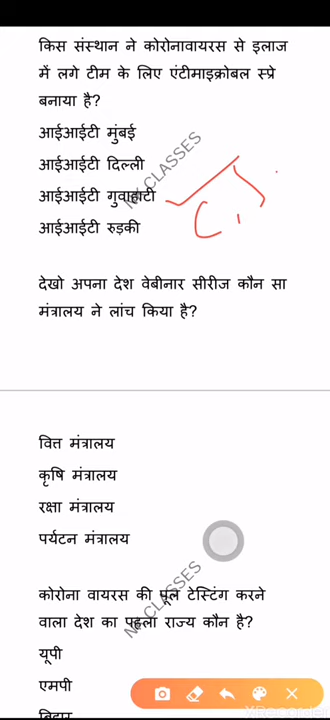 किस संस्थान ने कोरोनावायरस से इलाज
में लगे टीम के लिए एंटीमाइक्रोबल स्प्रे
बनाया है?
आईआईटी मुंबई
आईआईटी दिल्ली
आईआईटी गुवाहाटी
आईआईटी रुड़की
देखो अपना देश वेबीनार सीरीज कौन सा
मंत्रालय ने लांच किया है?
वित्त मंत्रालय
कृषि मंत्रालय
रक्षा मंत्रालय
पर्यटन मंत्रालय
कोरोना वायरस की पूल टेस्टिंग करने
वाला देश का पहला राज्य कौन है?
यूपी
एमपी
बिहार
XRecorder